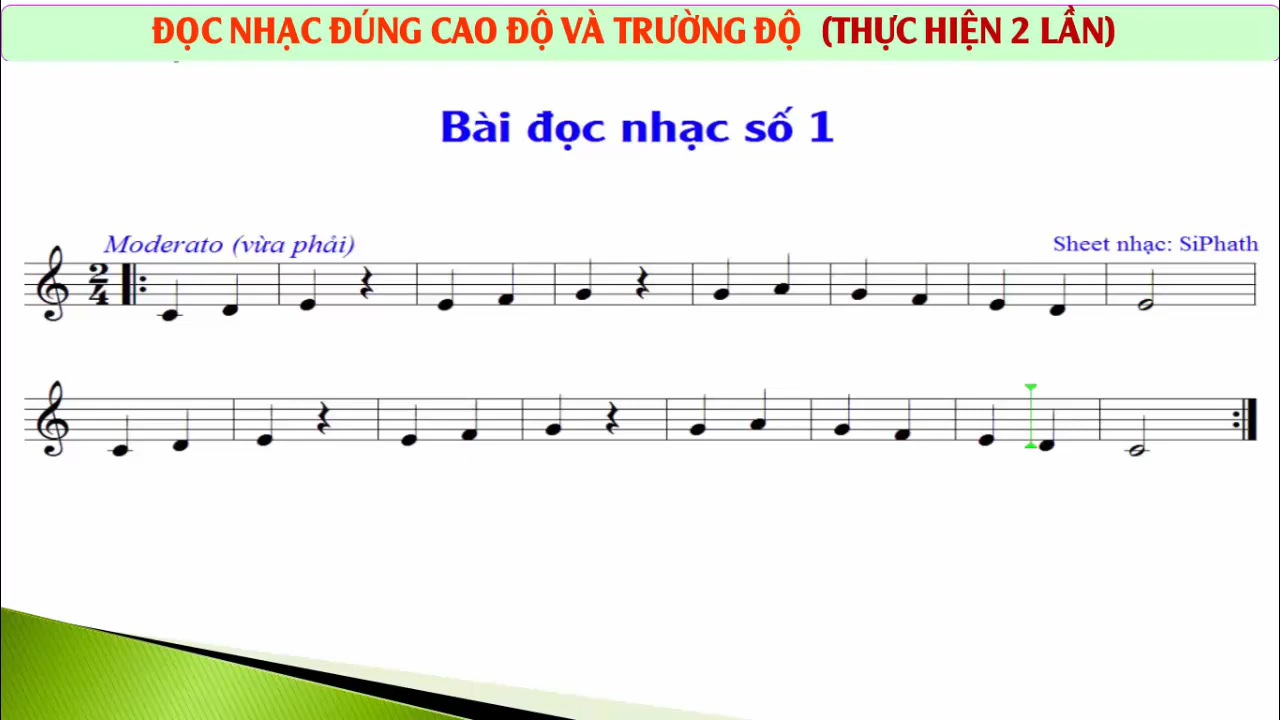 ĐỌC NHẠC ĐÚNG CAO ĐỘ VÀ TRƯỜNG ĐỘ (THỰC HIỆN 2 LẦN)
Bài đọc nhạc số 1
Moderato (vừa phải)
Sheet nhạc: SiPhath
2
4